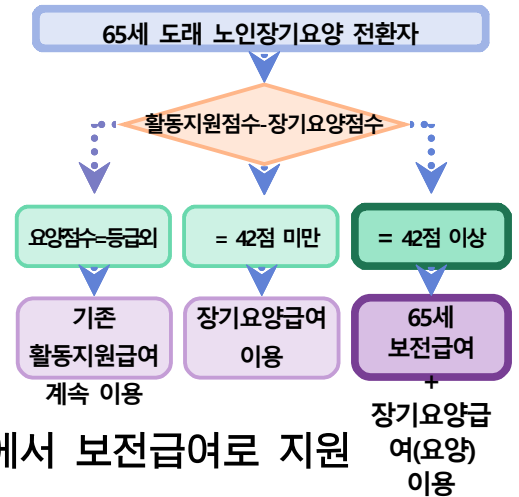 65세 도래 노인장기요양 전환자
활동지원점수-장기요양점수
요양점수=등급외
= 42점 미만
= 42점 이상
기존
활동지원급여
계속 이용
장기요양급여
이용
65세
보전급여
+
장기요양급
여(요양)
이용
에서 보전급여로 지원